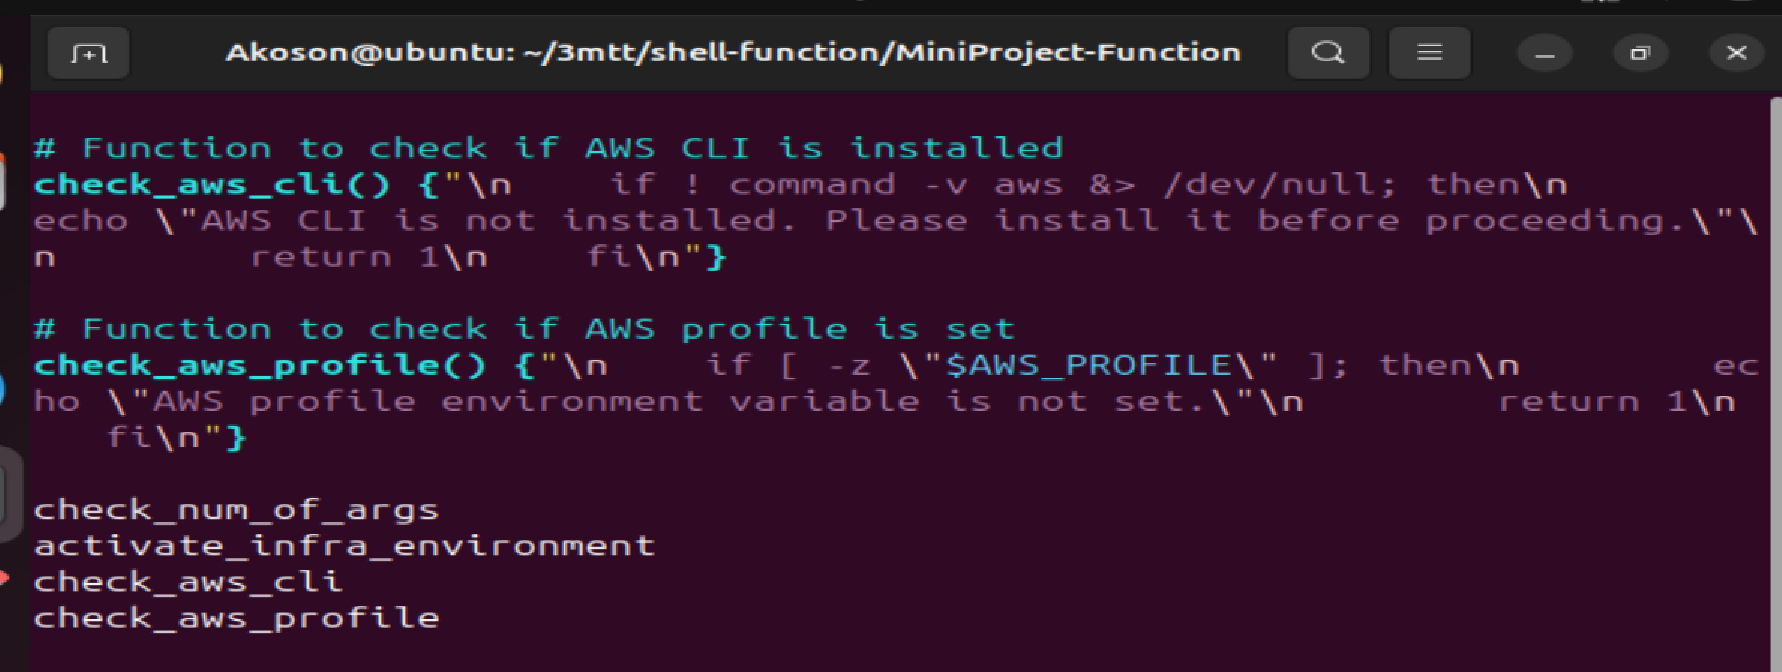 Akoson@ubuntu: ~/3mtt/shell-function/MiniProject-Function
# Function to check if AWS CLI is installed
check_aws_cli() {"\n    if ! command -v aws &> /dev/null; then\n
echo \"AWS CLI is not installed. Please install it before proceeding.\"\
n        return 1\n    fi\n"}
# Function to check if AWS profile is set
check_aws_profile() {"\n    if [ -z \"$AWS_PROFILE\" ]; then\n        ec
ho \"AWS profile environment variable is not set.\"\n        return 1\n
   fi\n"}
check_num_of_args
activate_infra_environment
check_aws_cli
check_aws_profile